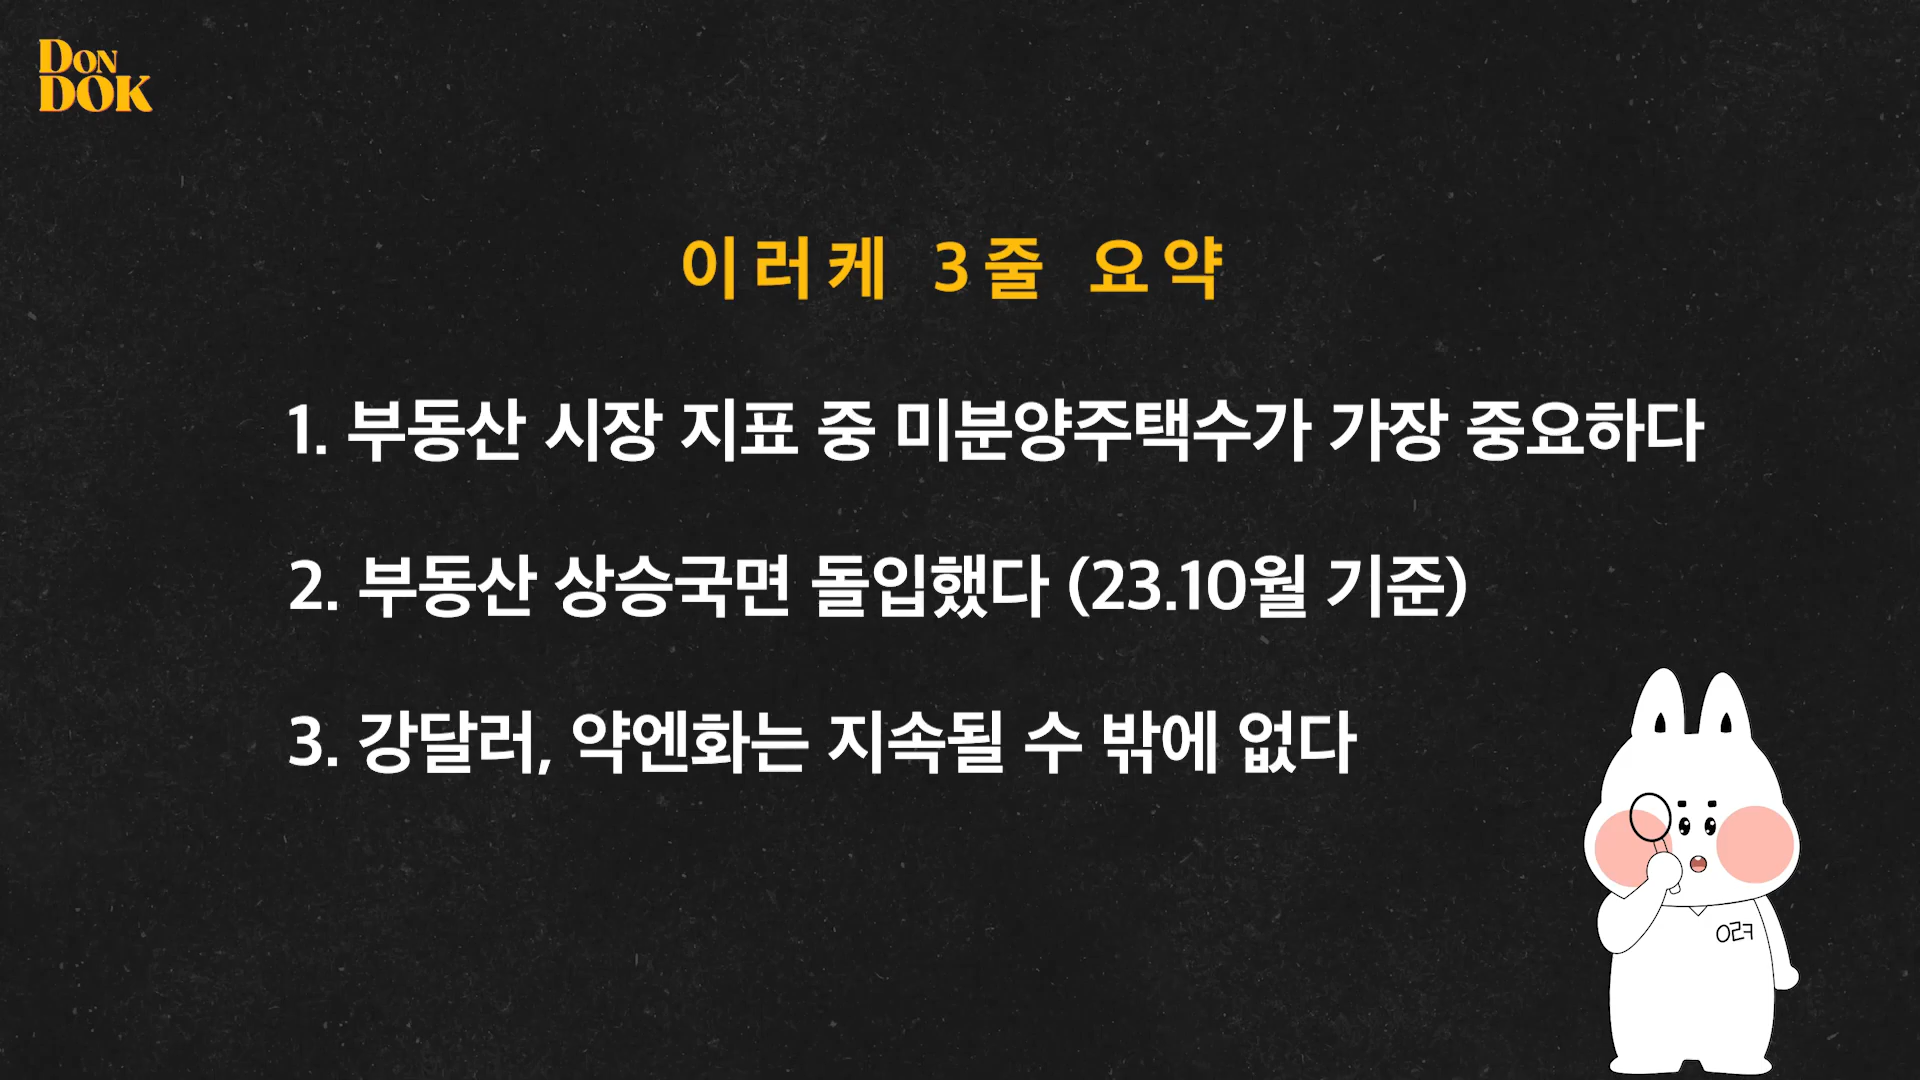 DON
DOK
이러케 3줄 요약
1. 부동산 시장 지표 중 미분양주택수가 가장 중요하다
2. 부동산 상승국면 돌입했다 (23.10월 기준)
3. 강달러, 약엔화는 지속될 수 밖에 없다
이러케